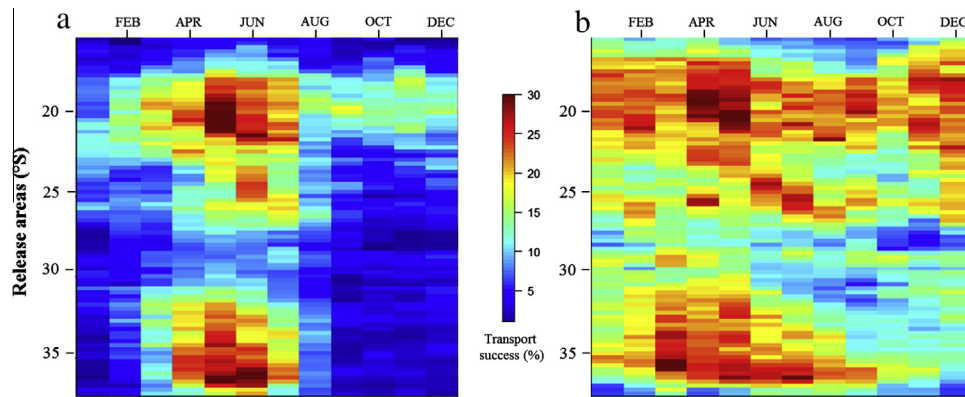 a
FEB APR JUN AUG OCT DEC
b
FEB APR JUN AUG OCT DEC
Release areas (°S)
20
25
30
35
30
25
20
15
10
5
Transport
success (%)
20
25
30
35